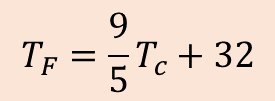 T_F = 9/5 T_c + 32